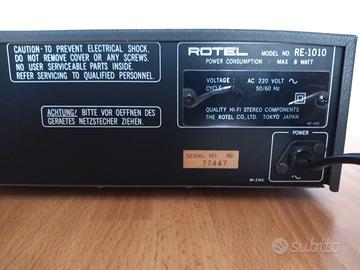 CAUTION: TO PREVENT ELECTRICAL SHOCK,
DO NOT REMOVE COVER OR ANY SCREWS.
NO USER SERVICEABLE PARTS INSIDE.
REFER SERVICING TO QUALIFIED PERSONNEL.
ACHTUNG! BITTE VOR OEFFNEN DES
GERAETES NETZSTECHER ZIEHEN.
ROTEL MODEL NO. RE-1010
POWER CONSUMPTION : MAX 8 WATT
VOLTAGE : AC 220 VOLT
CYCLE 50/60 Hz
QUALITY HI-FI STEREO COMPONENTS
THE ROTEL CO., LTD. TOKYO JAPAN
POWER
SERIAL NO.
77447
subito